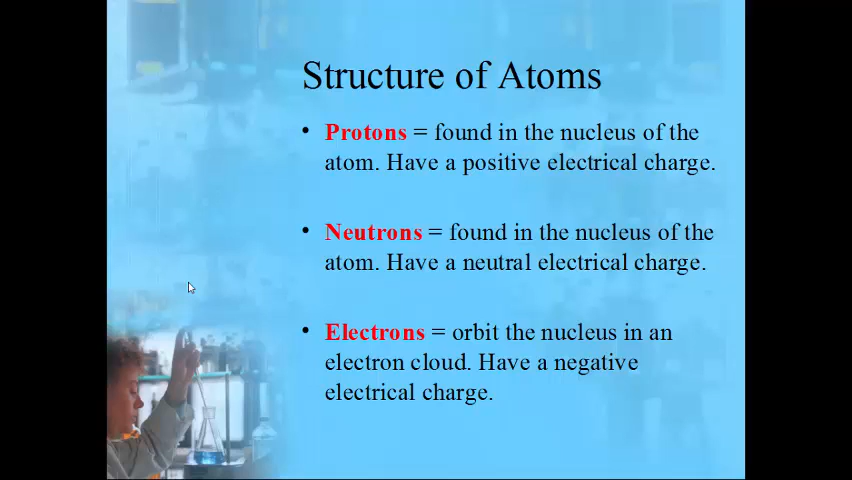 Structure of Atoms
• Protons = found in the nucleus of the
atom. Have a positive electrical charge.
• Neutrons = found in the nucleus of the
atom. Have a neutral electrical charge.
• Electrons = orbit the nucleus in an
electron cloud. Have a negative
electrical charge.